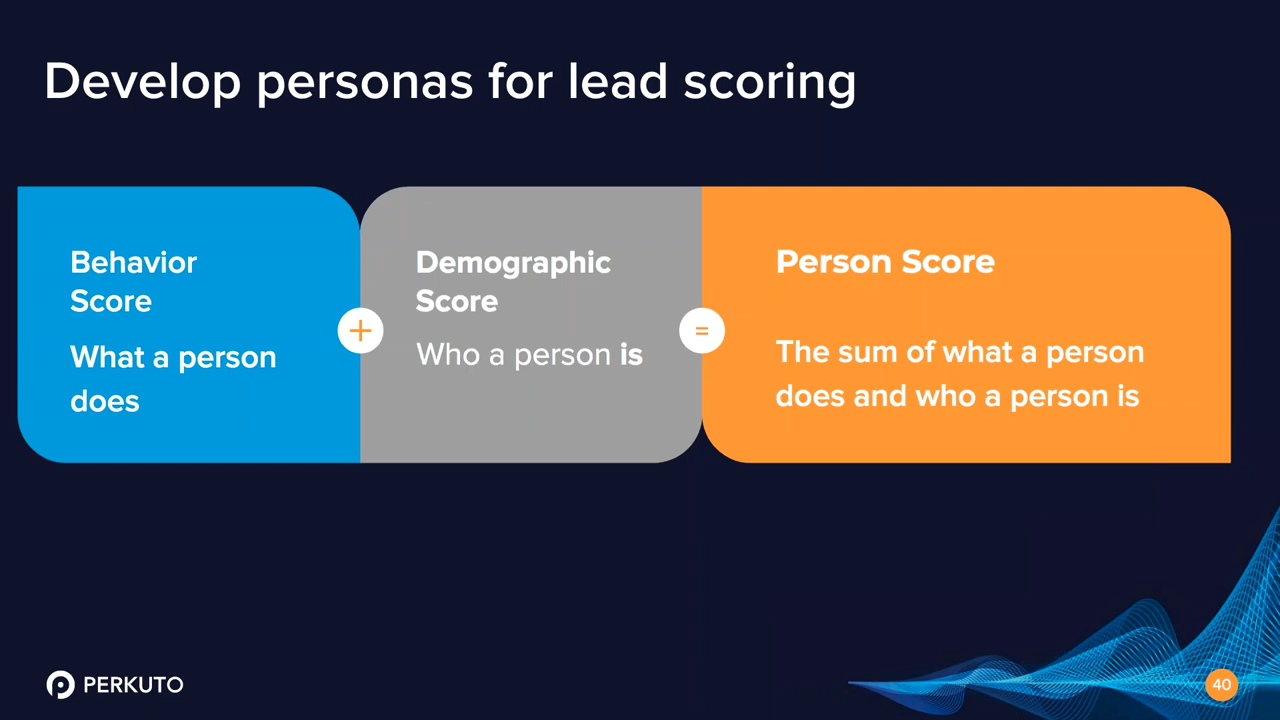 Develop personas for lead scoring
Behavior
Score
What a person
does
+
Demographic
Score
Who a person is
=
Person Score
The sum of what a person
does and who a person is
PERKUTO
40